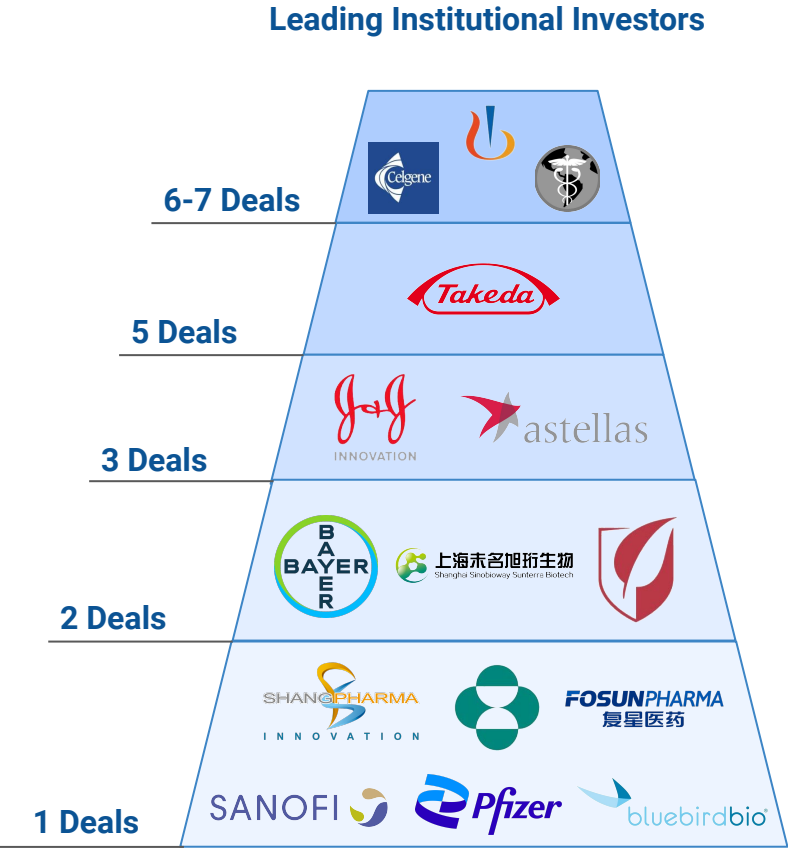 Leading Institutional Investors
Celgene
6-7 Deals
Takeda
5 Deals
J&J
INNOVATION
astellas
3 Deals
BAYER
BAYER
上海未名旭珩生物
Shanghai Sinobioway Sunterre Biotech
2 Deals
SHANGPHARMA
INNOVATION
FOSUNPHARMA
复星医药
SANOFI
Pfizer
bluebirdbio
1 Deals